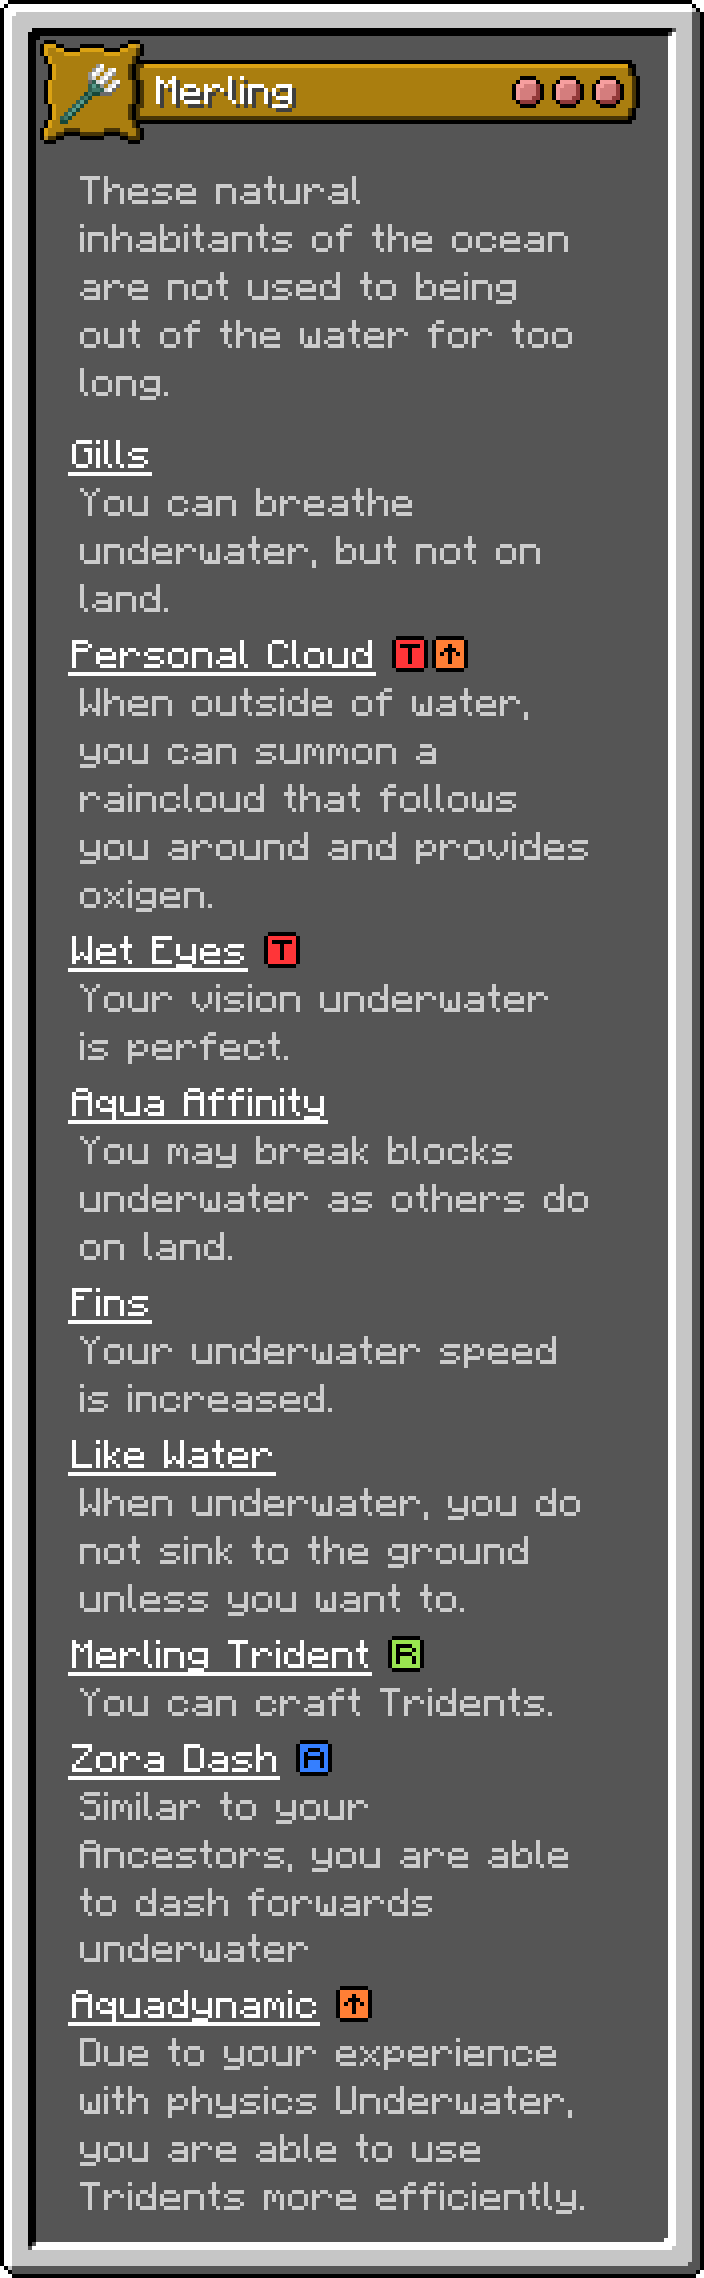 Merling
These natural
inhabitants of the ocean
are not used to being
out of the water for too
long.
Gills
You can breathe
underwater, but not on
land.
Personal Cloud T ↑
When outside of water,
you can summon a
raincloud that follows
you around and provides
oxigen.
Wet Eyes T
Your vision underwater
is perfect.
Aqua Affinity
You may break blocks
underwater as others do
on land.
Fins
Your underwater speed
is increased.
Like Water
When underwater, you do
not sink to the ground
unless you want to.
Merling Trident R
You can craft Tridents.
Zora Dash A
Similar to your
Ancestors, you are able
to dash forwards
underwater
Aquadynamic ↑
Due to your experience
with physics Underwater,
you are able to use
Tridents more efficiently.